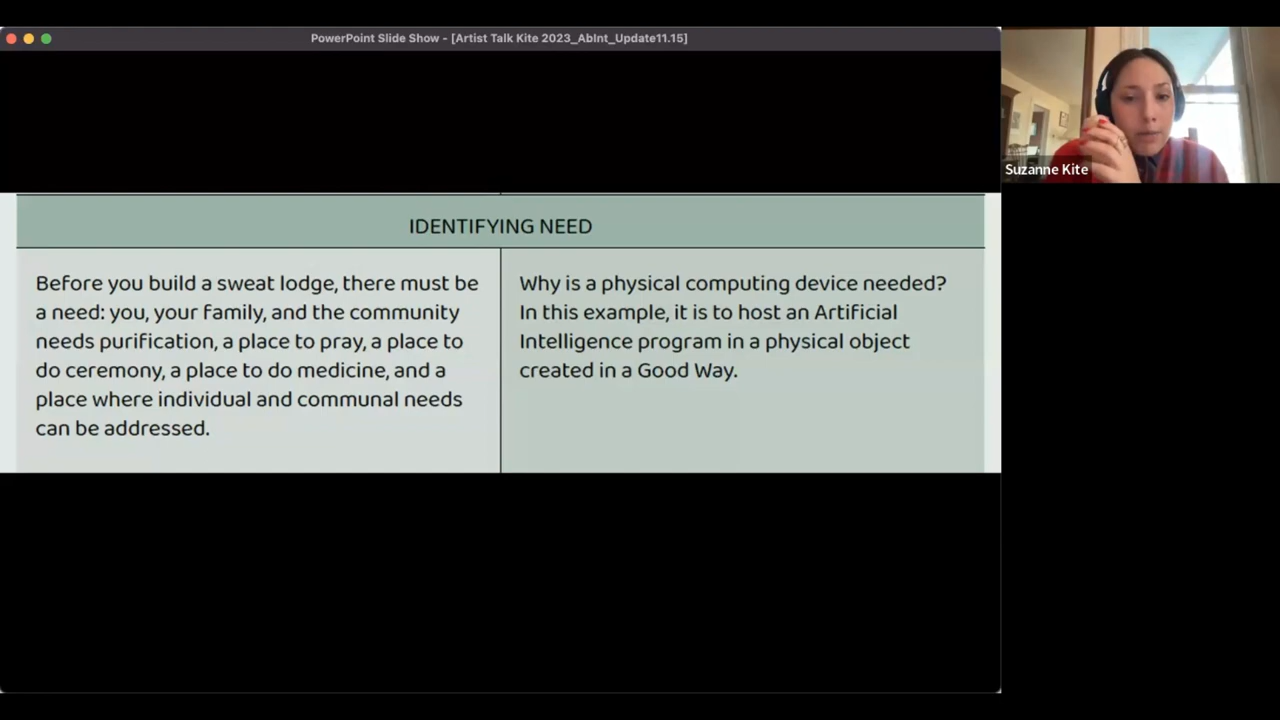 PowerPoint Slide Show - [Artist Talk Kite 2023_AbInt_Update11.15]
Suzanne Kite
IDENTIFYING NEED
Before you build a sweat lodge, there must be
a need: you, your family, and the community
needs purification, a place to pray, a place to
do ceremony, a place to do medicine, and a
place where individual and communal needs
can be addressed.
Why is a physical computing device needed?
In this example, it is to host an Artificial
Intelligence program in a physical object
created in a Good Way.